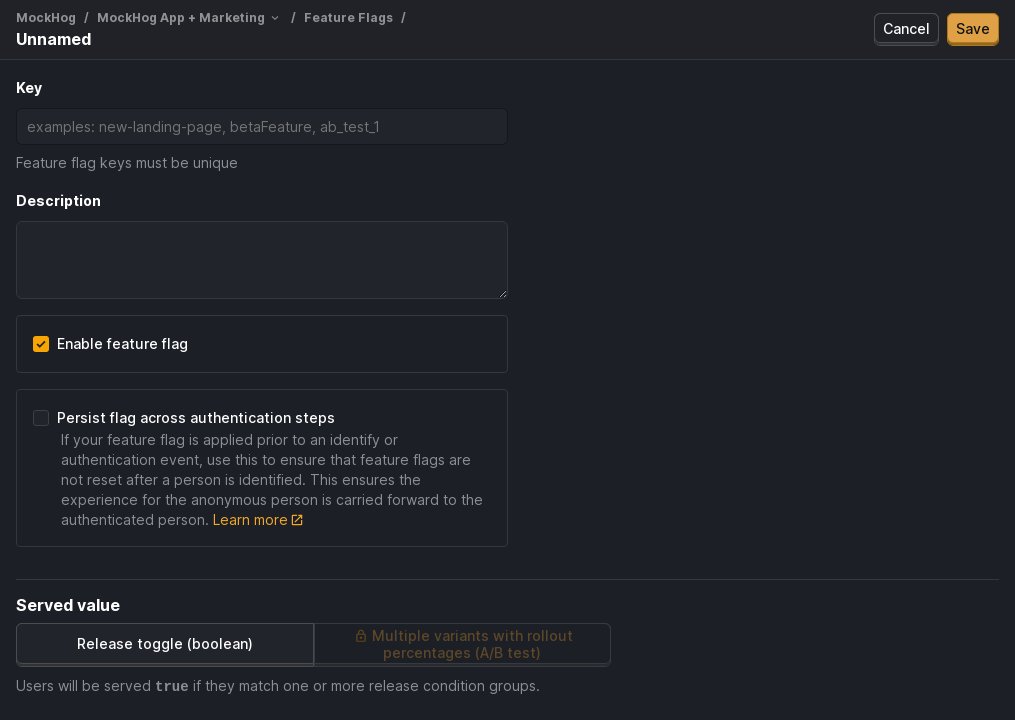 MockHog / MockHog App + Marketing / Feature Flags /
Unnamed
Cancel
Save
Key
examples: new-landing-page, betaFeature, ab_test_1
Feature flag keys must be unique
Description
Enable feature flag
Persist flag across authentication steps
If your feature flag is applied prior to an identify or
authentication event, use this to ensure that feature flags are
not reset after a person is identified. This ensures the
experience for the anonymous person is carried forward to the
authenticated person. Learn more
Served value
Release toggle (boolean)
Multiple variants with rollout
percentages (A/B test)
Users will be served true if they match one or more release condition groups.